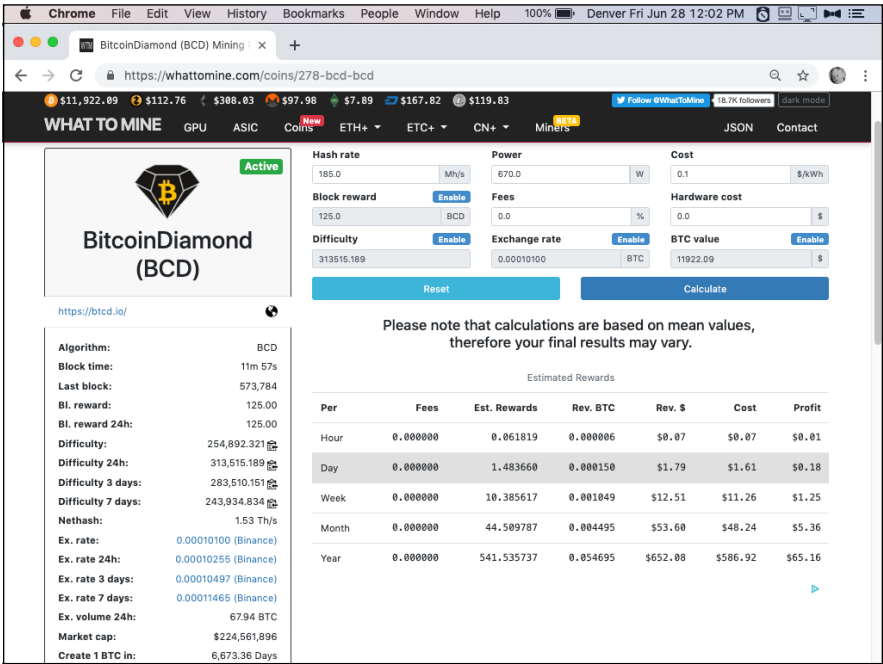 Chrome File Edit View History Bookmarks People Window Help 100% Denver Fri Jun 28 12:02 PM
WTM BitcoinDiamond (BCD) Mining
https://whattomine.com/coins/278-bcd-bcd
$11,922.09 $112.76 $308.03 $97.98 $7.89 $167.82 $119.83 Follow @WhatToMine 18.7K followers dark mode
WHAT TO MINE GPU ASIC Coins New ETH+ ETC+ CN+ Miners BETA JSON Contact
Active
BitcoinDiamond
(BCD)
https://btcd.io/
Algorithm: BCD
Block time: 11m 57s
Last block: 573,784
Bl. reward: 125.00
Bl. reward 24h: 125.00
Difficulty: 254,892.321
Difficulty 24h: 313,515.189
Difficulty 3 days: 283,510.151
Difficulty 7 days: 243,934.834
Nethash: 1.53 Th/s
Ex. rate: 0.00010100 (Binance)
Ex. rate 24h: 0.00010255 (Binance)
Ex. rate 3 days: 0.00010497 (Binance)
Ex. rate 7 days: 0.00011465 (Binance)
Ex. volume 24h: 67.94 BTC
Market cap: $224,561,896
Create 1 BTC in: 6,673.36 Days
Hash rate Power Cost
185.0 Mh/s 670.0 W 0.1 $/kWh
Block reward Enable Fees Hardware cost
125.0 BCD 0.0 % 0.0 $
Difficulty Enable Exchange rate Enable BTC value Enable
313515.189 0.00010100 BTC 11922.09 $
Reset Calculate
Please note that calculations are based on mean values,
therefore your final results may vary.
Estimated Rewards
Per Fees Est. Rewards Rev. BTC Rev. $ Cost Profit
Hour 0.000000 0.061819 0.000006 $0.07 $0.07 $0.01
Day 0.000000 1.483660 0.000150 $1.79 $1.61 $0.18
Week 0.000000 10.385617 0.001049 $12.51 $11.26 $1.25
Month 0.000000 44.509787 0.004495 $53.60 $48.24 $5.36
Year 0.000000 541.535737 0.054695 $652.08 $586.92 $65.16